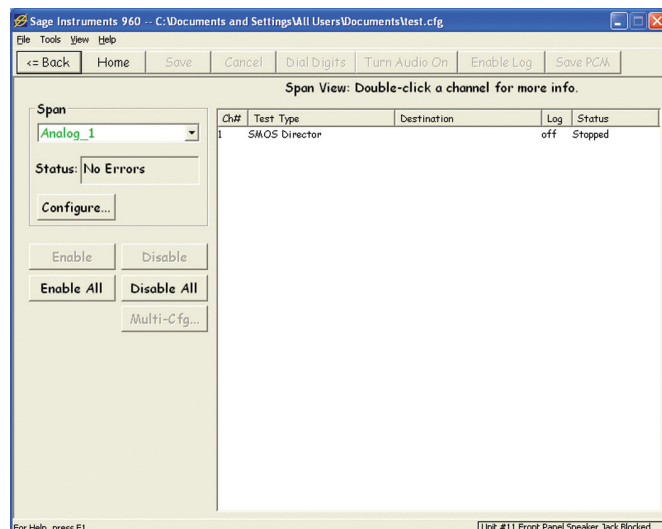 Sage Instruments 960 -- C:\Documents and Settings\All Users\Documents\test.cfg
File Tools View Help
<= Back Home Save Cancel Dial Digits Turn Audio On Enable Log Save PCM
Span View: Double-click a channel for more info.
Span
Analog_1
Status: No Errors
Configure...
Enable Disable
Enable All Disable All
Multi-Cfg...
Ch# Test Type Destination Log Status
1 SMOS Director off Stopped
For Help, press F1
Unit #11 Front Panel Speaker Jack Blocked